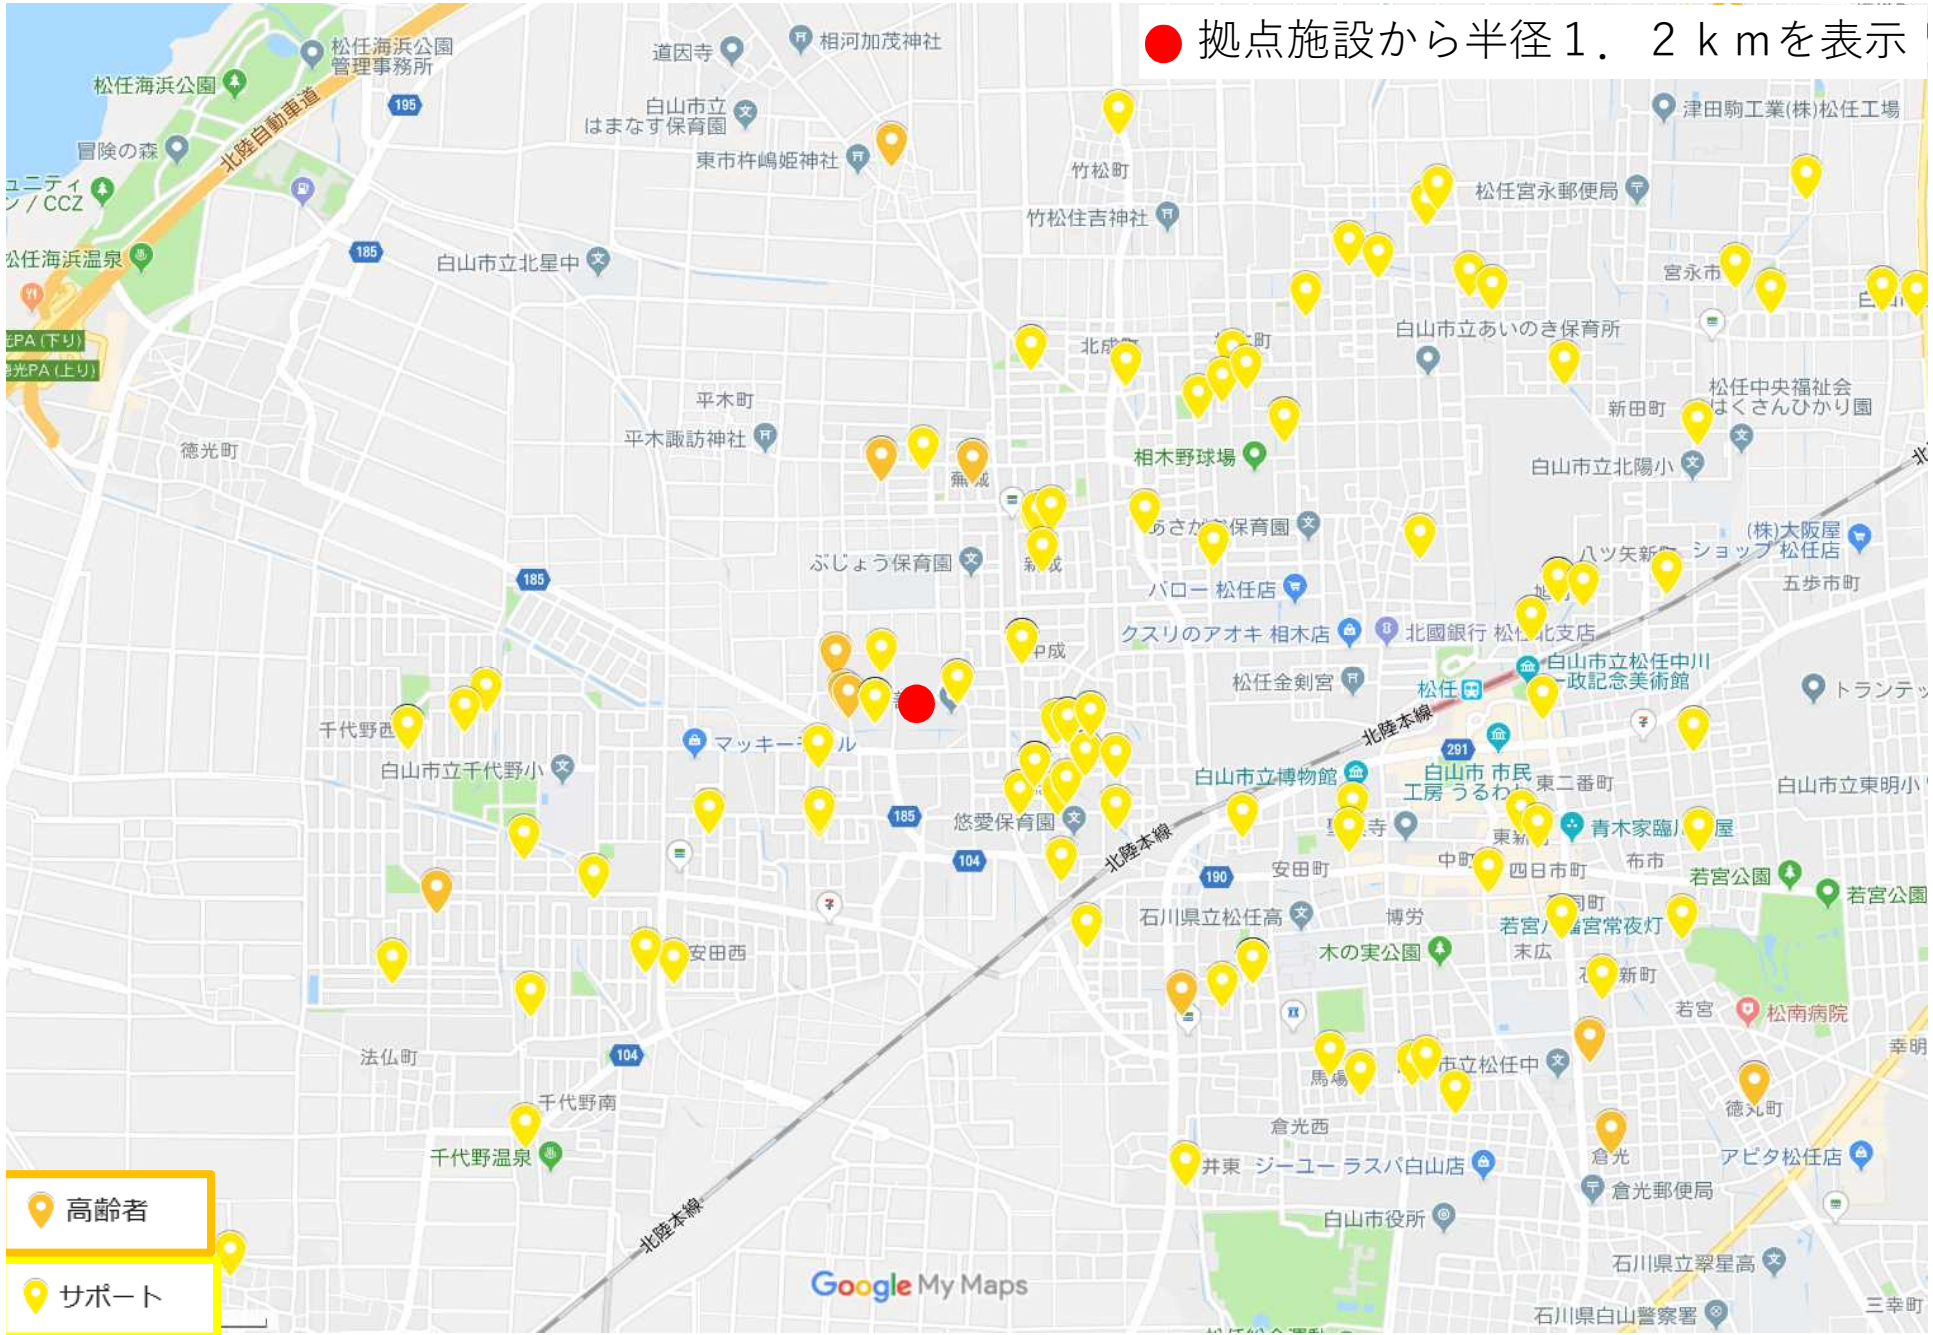 拠点施設から半径1．2kmを表示
松任海浜公園
管理事務所
松任海浜公園
道因寺
相河加茂神社
195
白山市立
はまなす保育園
津田駒工業(株)松任工場
冒険の森
北陸自動車道
東市杵嶋姫神社
竹松町
松任宮永郵便局
ュニティ
ン / CCZ
竹松住吉神社
185
松任海浜温泉
白山市立北星中
宮永市
白山市立あいのき保育所
PA (下り)
光PA (上り)
平木町
松任中央福祉会
はくさんひかり園
新田町
平木諏訪神社
徳光町
相木野球場
白山市立北陽小
保育園
(株)大阪屋
ショップ 松任店
ぶじょう保育園
八ツ矢新
185
バロー 松任店
五歩市町
クスリのアオキ 相木店
北國銀行
北支店
中成
松任金剣宮
松任
白山市立松任中川
一政記念美術館
トランテッ
千代野西
北陸本線
マッキー
ル
291
白山市立千代野小
白山市立博物館
白山市 市民
工房 うるわ
東二番町
白山市立東明小
185
悠愛保育園
寺
青木家臨川
屋
北陸本線
104
安田町
中町
四日市町
布市
190
若宮公園
若宮公園
石川県立松任高
博労
若宮八幡宮常夜灯
安田西
木の実公園
末広
新町
若宮
松南病院
法仏町
104
幸明
市立松任中
千代野南
倉光西
徳丸町
千代野温泉
井東
ジーユー ラスパ白山店
倉光
アピタ松任店
倉光郵便局
高齢者
北陸本線
白山市役所
石川県立翠星高
サポート
Google My Maps
石川県白山警察署
三幸町